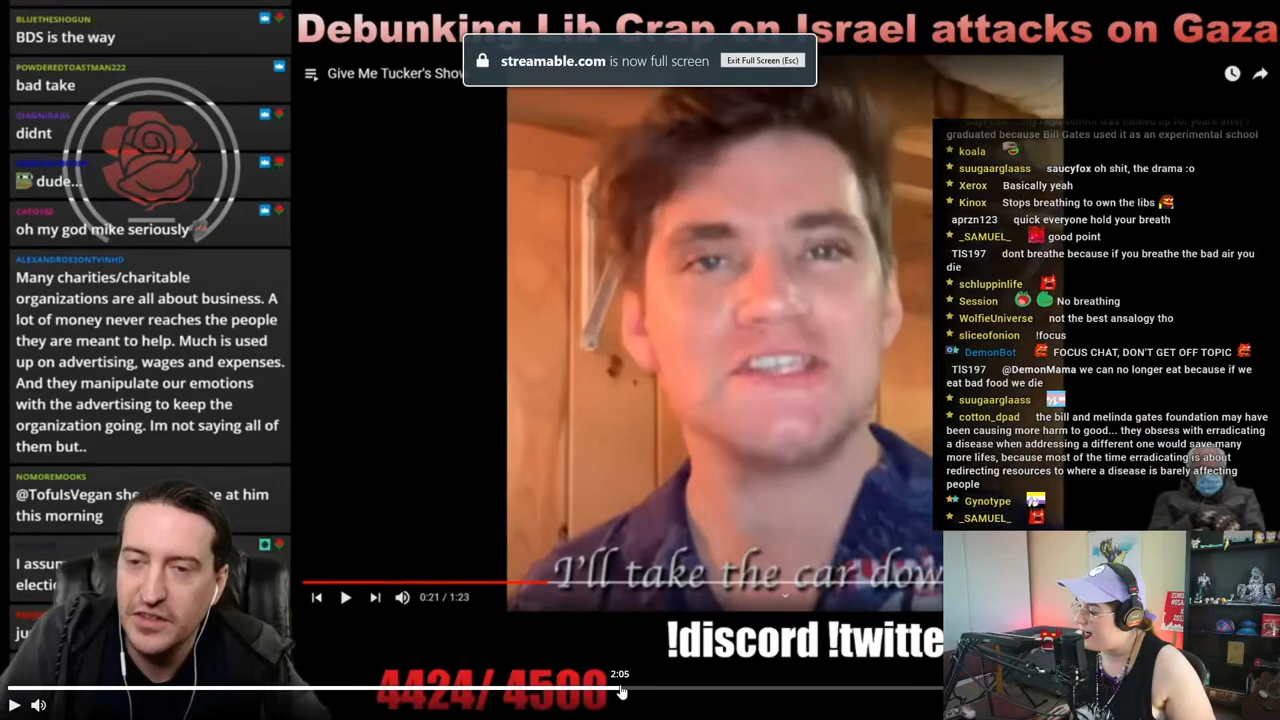 BLUETHESHOGUN
BDS is the way
POWDEREDTOASTMAN222
bad take
GIANNIDAGS
didnt
dude...
CATO102
oh my god mike seriously
ALEXANDROS3ONTVINHD
Many charities/charitable
organizations are all about business. A
lot of money never reaches the people
they are meant to help. Much is used
up on advertising, wages and expenses.
And they manipulate our emotions
with the advertising to keep the
organization going. Im not saying all of
them but..
NOMOREMOOKS
@TofuIsVegan she
e at him
this morning
I assu
electi
ju
Debunking Lib Crap on Israel attacks on Gaza
streamable.com is now full screen
Exit Full Screen (Esc)
Give Me Tucker's Show
I'll take the car dow
0:21 / 1:23
!discord !twitte
4424/ 4500
2:05
graduated because Bill Gates used it as an experimental school
koala
suugaarglaass saucyfox oh shit, the drama :o
Xerox Basically yeah
Kinox Stops breathing to own the libs
aprzn123 quick everyone hold your breath
_SAMUEL_ good point
TIS197 dont breathe because if you breathe the bad air you
die
schluppinlife
Session No breathing
WolfieUniverse not the best ansalogy tho
sliceofonion !focus
DemonBot FOCUS CHAT, DON'T GET OFF TOPIC
TIS197 @DemonMama we can no longer eat because if we
eat bad food we die
suugaarglaass
cotton_dpad the bill and melinda gates foundation may have
been causing more harm to good... they obsess with erradicating
a disease when addressing a different one would save many
more lifes, because most of the time erradicating is about
redirecting resources to where a disease is barely affecting
people
Gynotype
_SAMUEL_